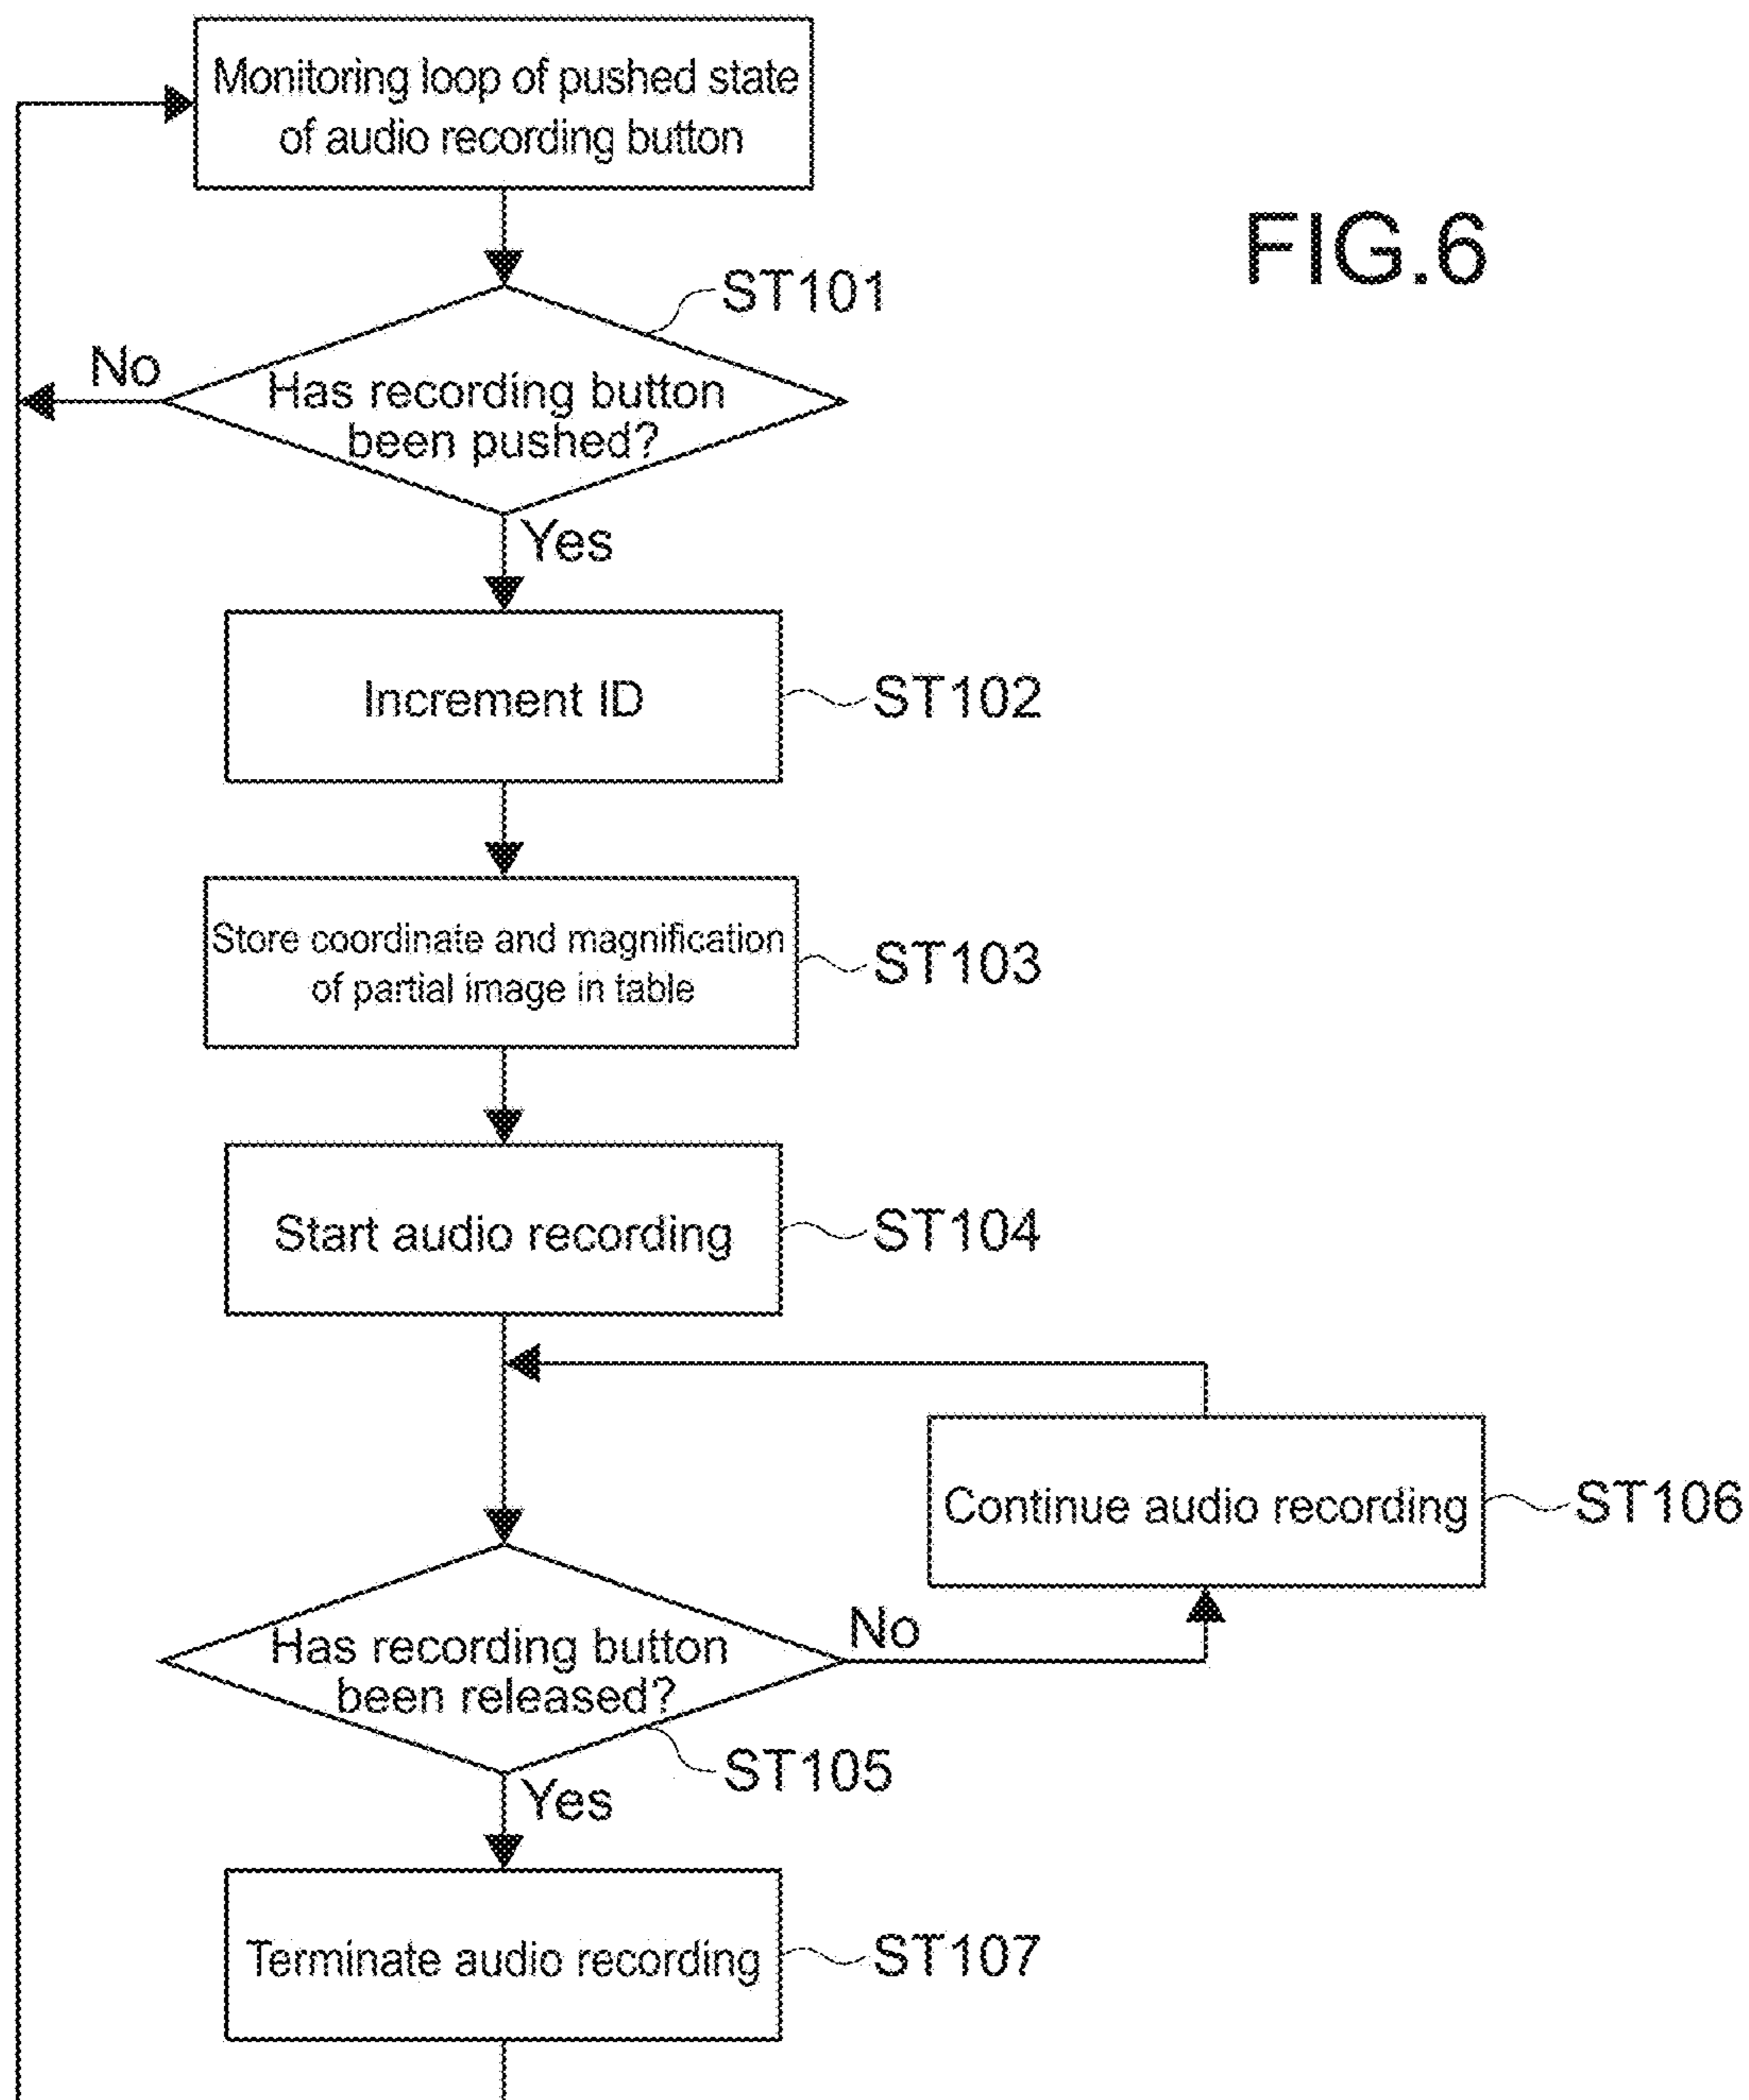 Monitoring loop of pushed state
of audio recording button
FIG.6
ST101
No
Has recording button
been pushed?
Yes
Increment ID
ST102
Store coordinate and magnification
of partial image in table
ST103
Start audio recording
ST104
Continue audio recording
ST106
No
Has recording button
been released?
ST105
Yes
Terminate audio recording
ST107